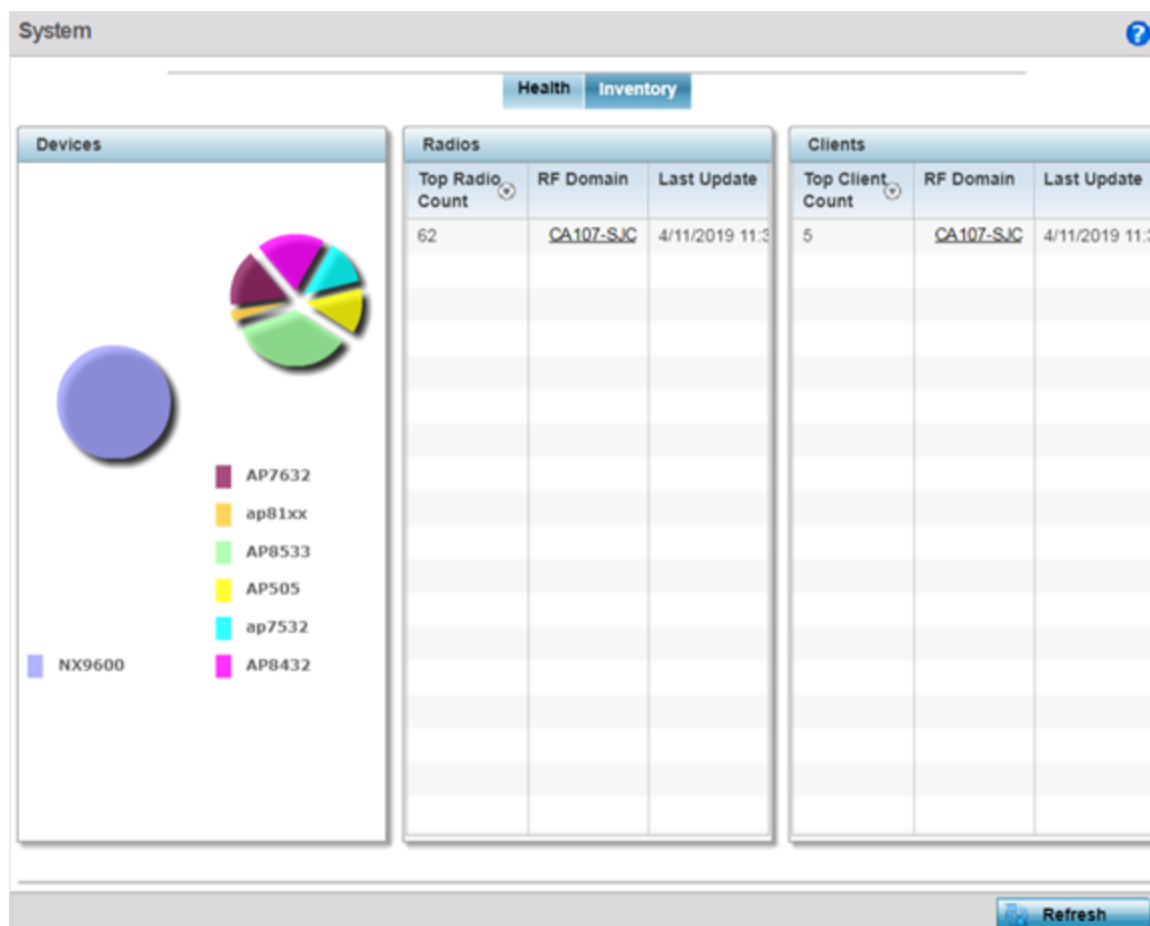 System
Health Inventory
Devices
NX9600
AP7632
ap81xx
AP8533
AP505
ap7532
AP8432
Radios
Top Radio Count RF Domain Last Update
62 CA107-SJC 4/11/2019 11:3
Clients
Top Client Count RF Domain Last Update
5 CA107-SJC 4/11/2019 11:
Refresh